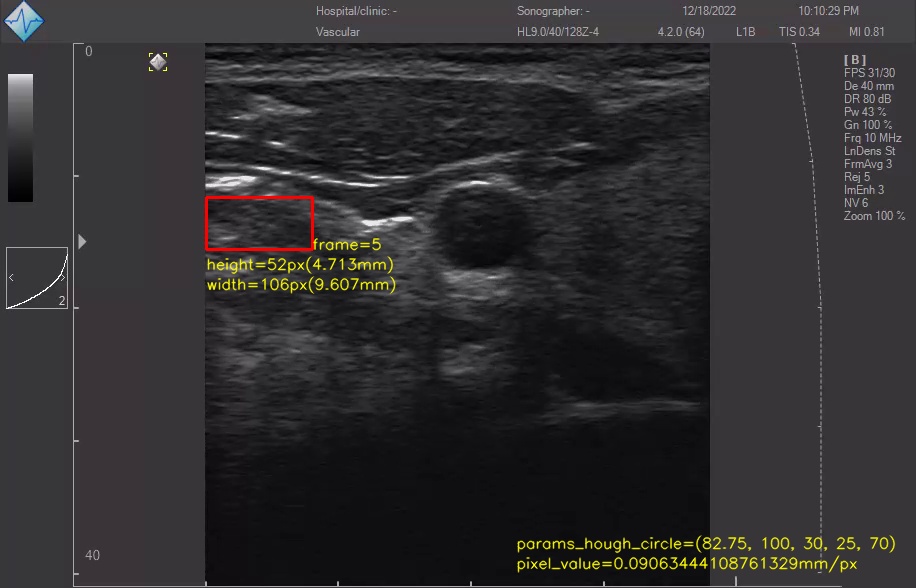 Hospital/clinic: - Sonographer: - 12/18/2022 10:10:29 PM
Vascular HL9.0/40/128Z-4 4.2.0 (64) L1B TIS 0.34 MI 0.81
0
[ B ]
FPS 31/30
De 40 mm
DR 80 dB
Pw 43 %
Gn 100 %
Frq 10 MHz
LnDens St
FrmAvg 3
Rej 5
ImEnh 3
NV 6
Zoom 100 %
frame=5
height=52px(4.713mm)
width=106px(9.607mm)
2
params_hough_circle=(82.75, 100, 30, 25, 70)
40
pixel_value=0.09063444108761329mm/px